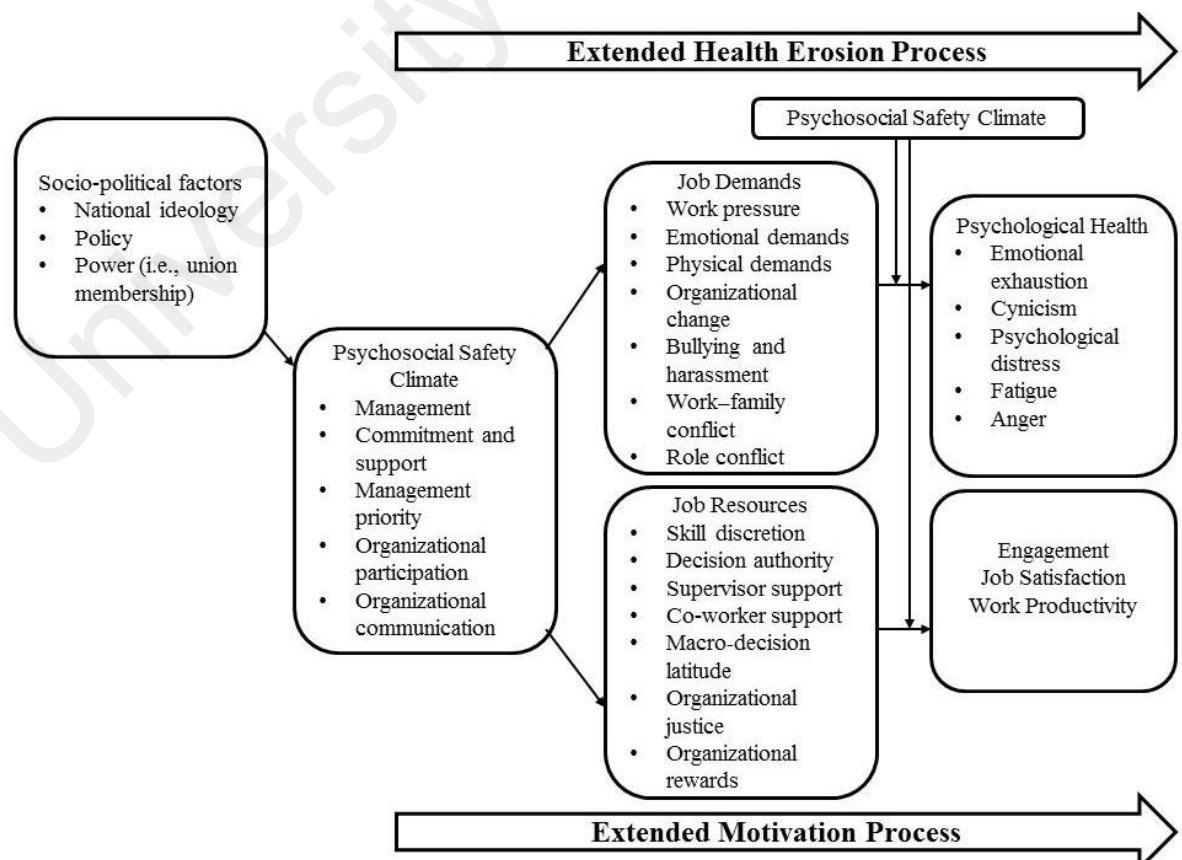 University
Extended Health Erosion Process
Psychosocial Safety Climate
Socio-political factors
• National ideology
• Policy
• Power (i.e., union
membership)
Psychosocial Safety
Climate
• Management
• Commitment and
support
• Management
priority
• Organizational
participation
• Organizational
communication
Job Demands
• Work pressure
• Emotional demands
• Physical demands
• Organizational
change
• Bullying and
harassment
• Work–family
conflict
• Role conflict
Job Resources
• Skill discretion
• Decision authority
• Supervisor support
• Co-worker support
• Macro-decision
latitude
• Organizational
justice
• Organizational
rewards
Psychological Health
• Emotional
exhaustion
• Cynicism
• Psychological
distress
• Fatigue
• Anger
Engagement
Job Satisfaction
Work Productivity
Extended Motivation Process